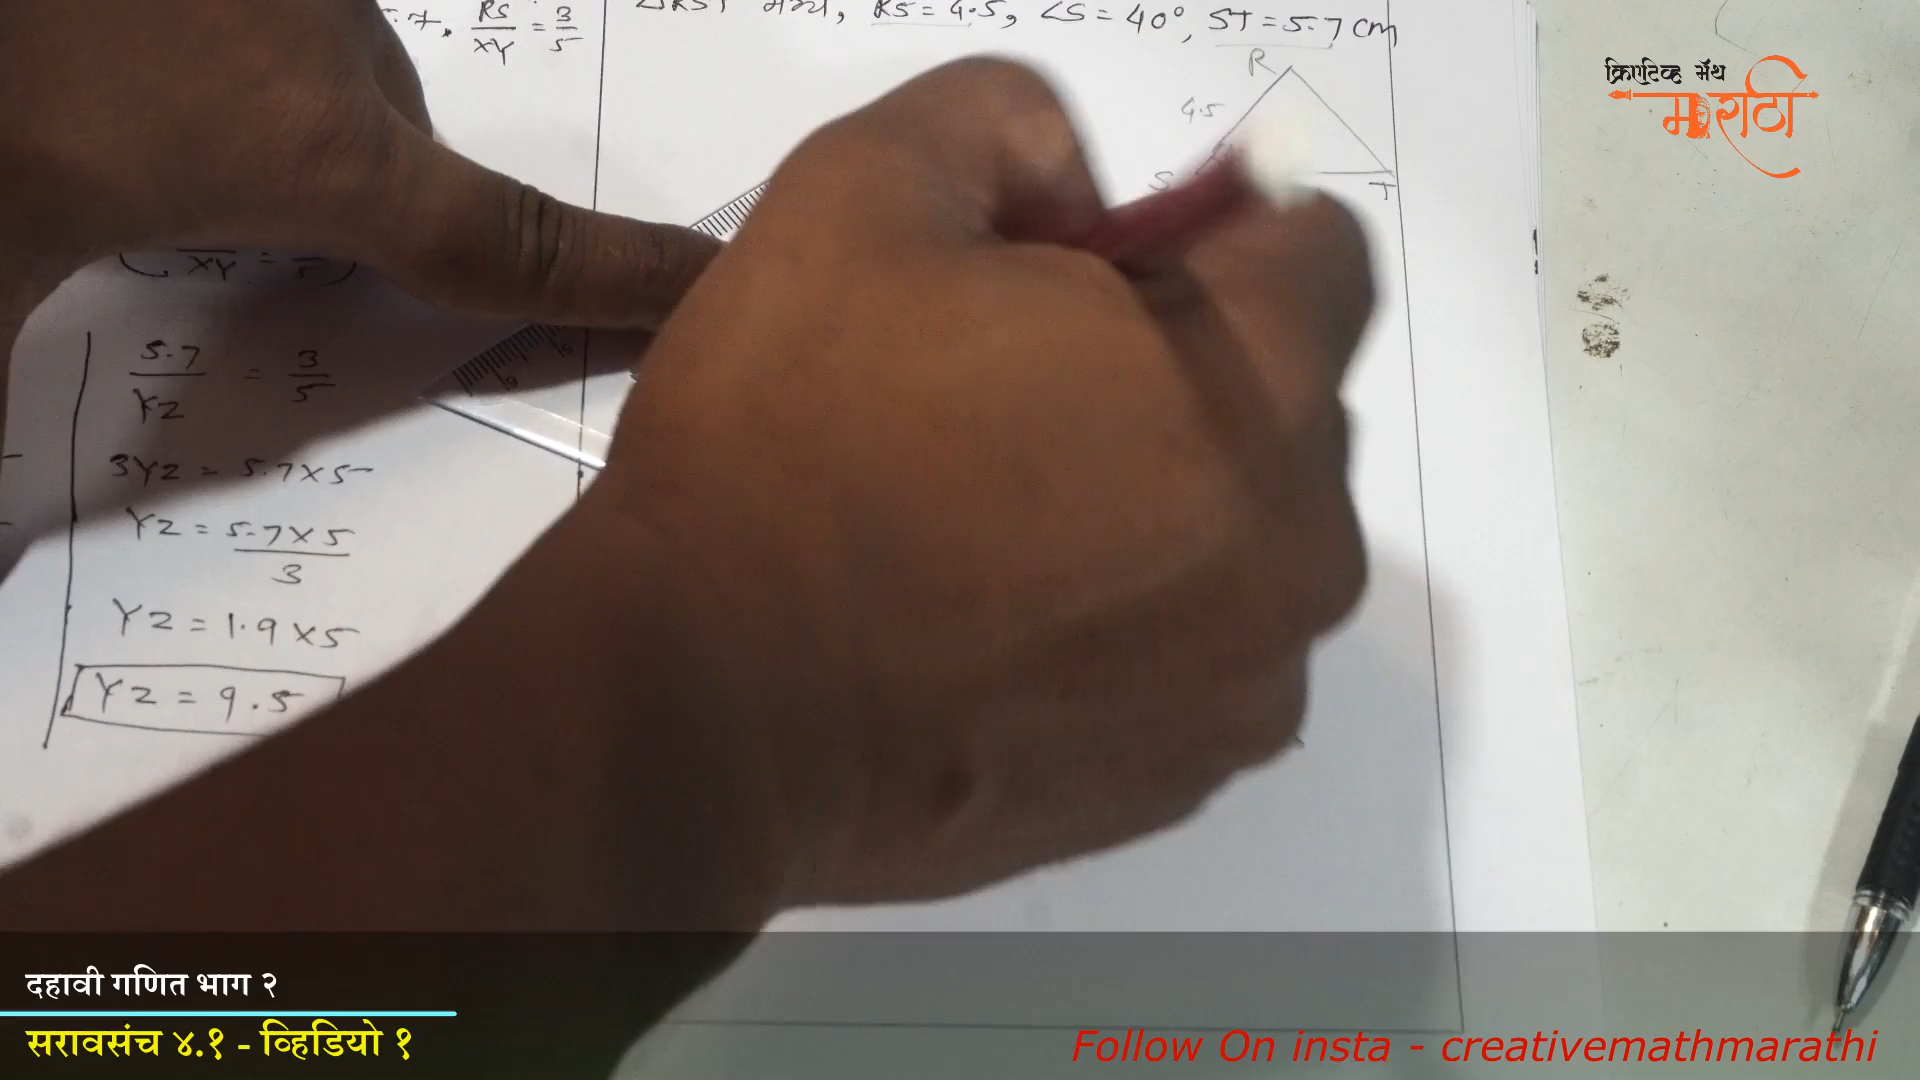 RS/XY = 3/5
RS = 4.5, ∠S = 40°, ST = 5.7 cm
R
4.5
S
T
XY =
5.7/YZ = 3/5
3YZ = 5.7×5
YZ = 5.7×5/3
YZ = 1.9×5
YZ = 9.5
क्रिएटिव्ह मॅथ
मराठी
दहावी गणित भाग २
सरावसंच ४.१ - व्हिडियो १
Follow On insta - creativemathmarathi